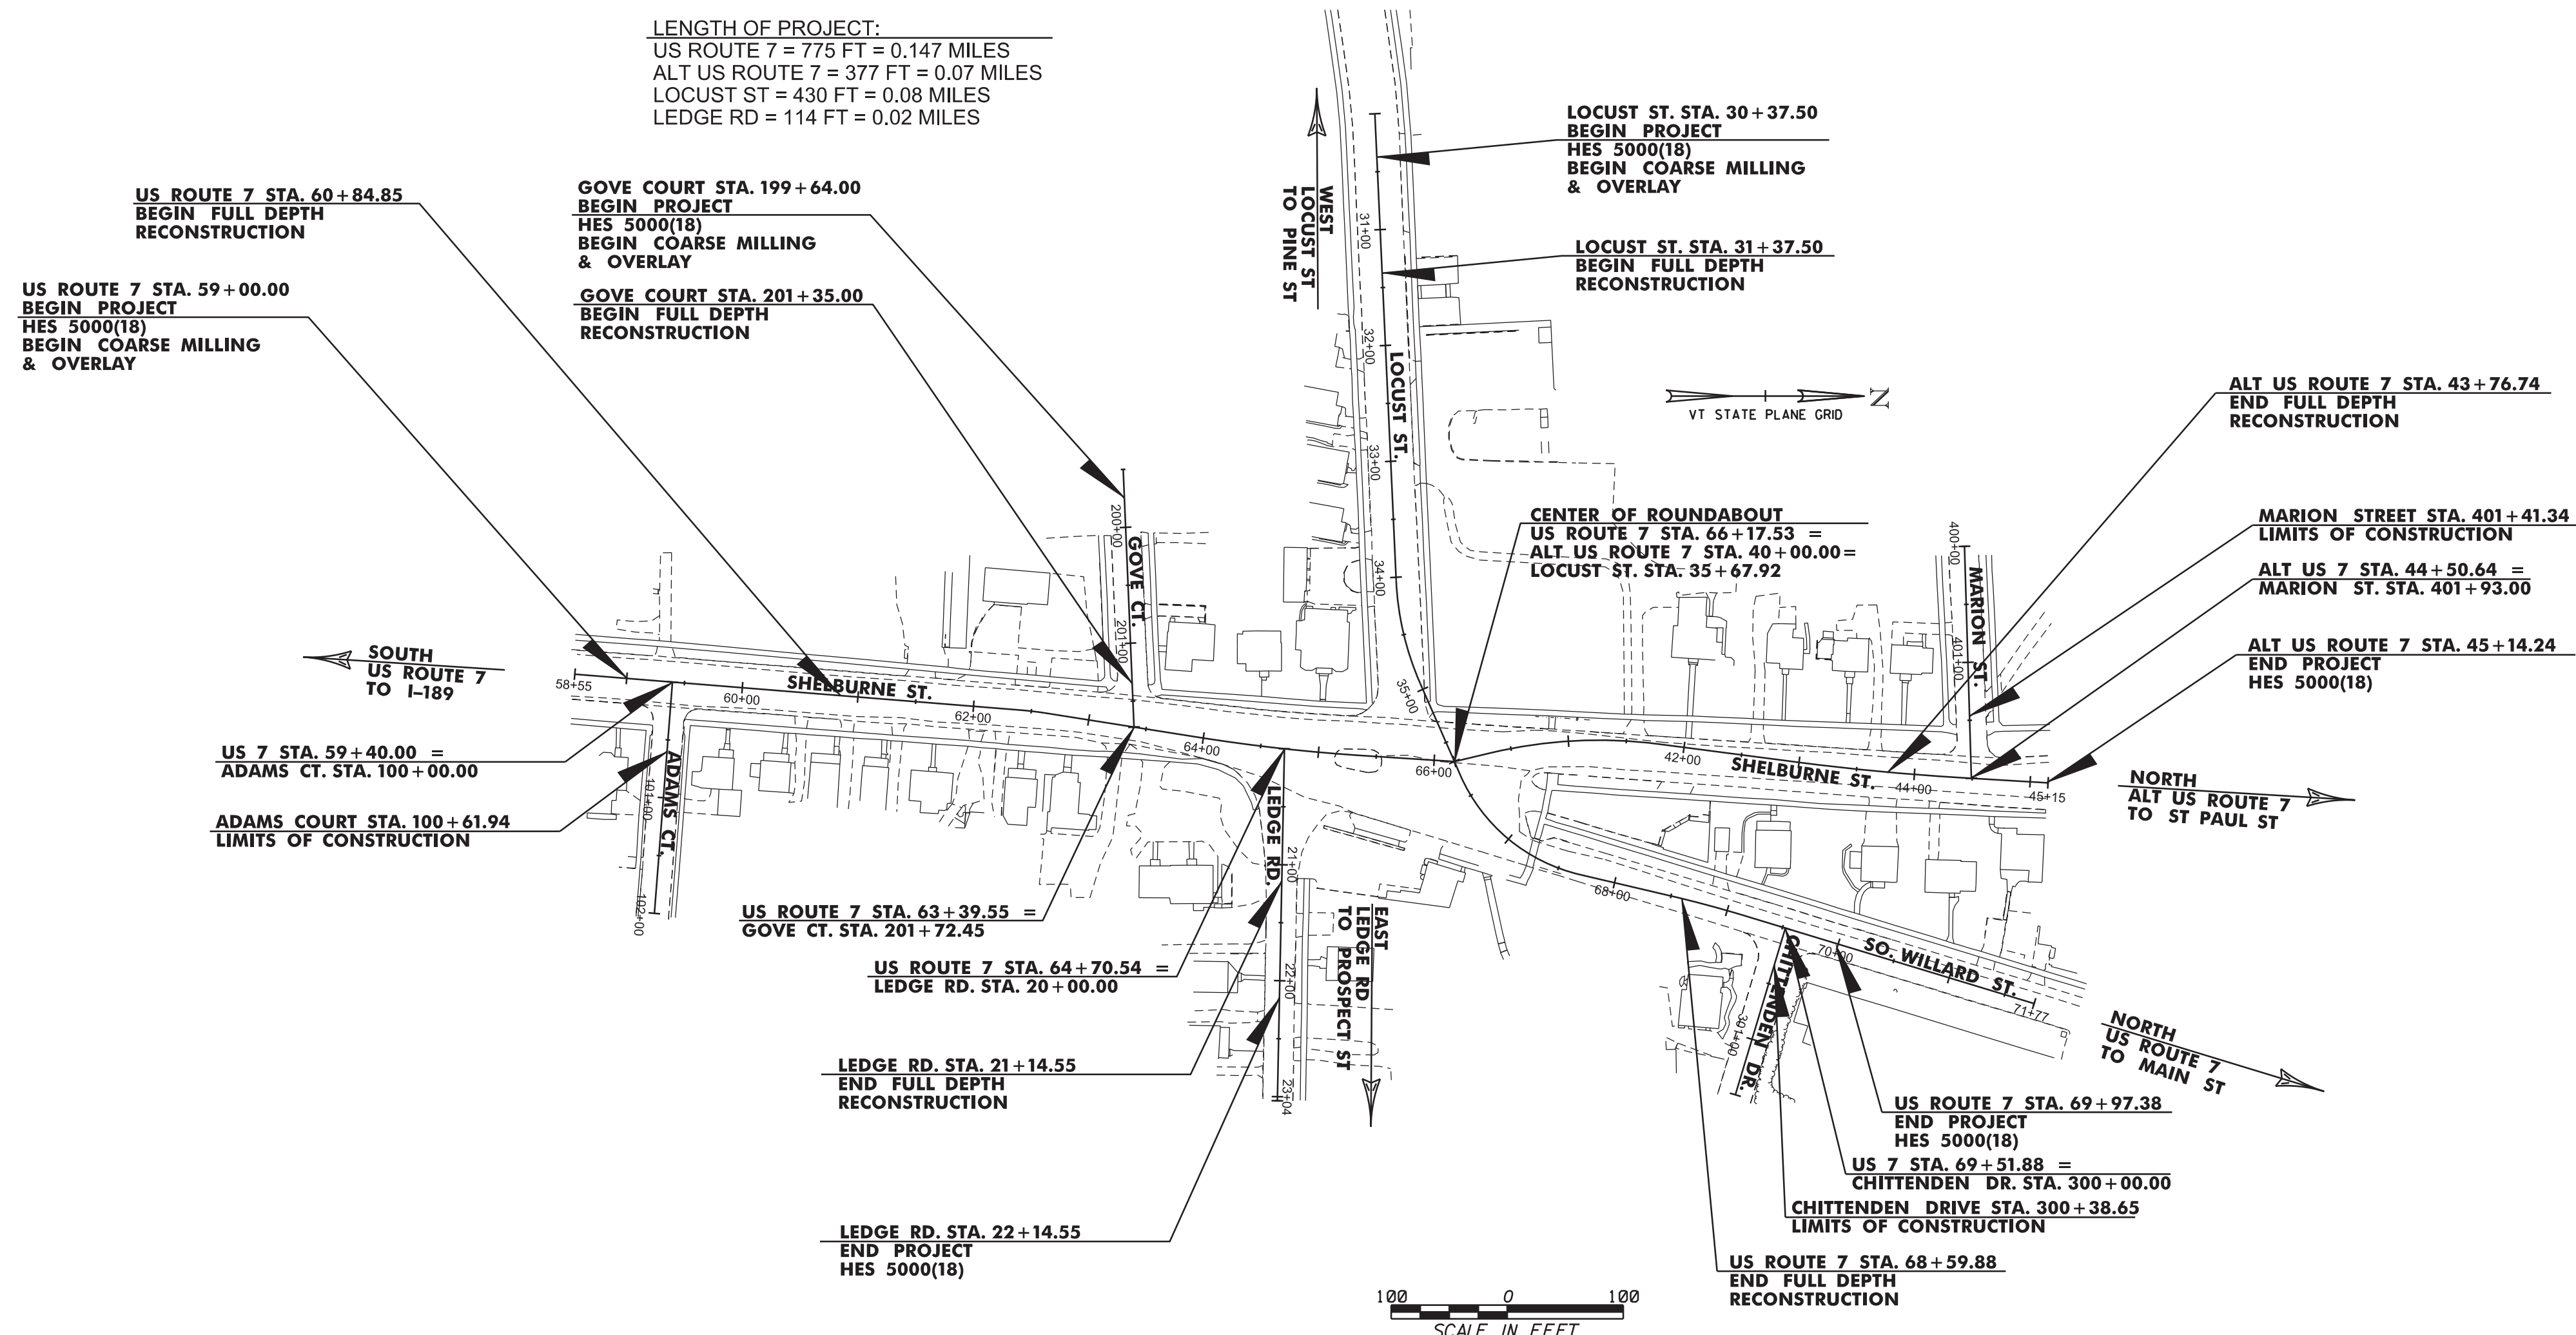 LENGTH OF PROJECT:
US ROUTE 7 = 775 FT = 0.147 MILES
ALT US ROUTE 7 = 377 FT = 0.07 MILES
LOCUST ST = 430 FT = 0.08 MILES
LEDGE RD = 114 FT = 0.02 MILES
US ROUTE 7 STA. 60+84.85
BEGIN FULL DEPTH
RECONSTRUCTION
GOVE COURT STA. 199+64.00
BEGIN PROJECT
HES 5000(18)
BEGIN COARSE MILLING
& OVERLAY
GOVE COURT STA. 201+35.00
BEGIN FULL DEPTH
RECONSTRUCTION
US ROUTE 7 STA. 59+00.00
BEGIN PROJECT
HES 5000(18)
BEGIN COARSE MILLING
& OVERLAY
WEST
LOCUST ST
TO PINE ST
LOCUST ST. STA. 30+37.50
BEGIN PROJECT
HES 5000(18)
BEGIN COARSE MILLING
& OVERLAY
LOCUST ST. STA. 31+37.50
BEGIN FULL DEPTH
RECONSTRUCTION
31+00
32+00
LOCUST ST.
33+00
34+00
35+00
N
VT STATE PLANE GRID
ALT US ROUTE 7 STA. 43+76.74
END FULL DEPTH
RECONSTRUCTION
CENTER OF ROUNDABOUT
US ROUTE 7 STA. 66+17.53 =
ALT US ROUTE 7 STA. 40+00.00=
LOCUST ST. STA. 35+67.92
MARION STREET STA. 401+41.34
LIMITS OF CONSTRUCTION
ALT US 7 STA. 44+50.64 =
MARION ST. STA. 401+93.00
ALT US ROUTE 7 STA. 45+14.24
END PROJECT
HES 5000(18)
400+00
MARION ST.
401+00
200+00
GOVE CT.
201+00
SOUTH
US ROUTE 7
TO I-189
58+55
60+00
SHELBURNE ST.
62+00
64+00
66+00
42+00
SHELBURNE ST.
44+00
45+15
NORTH
ALT US ROUTE 7
TO ST PAUL ST
US 7 STA. 59+40.00 =
ADAMS CT. STA. 100+00.00
ADAMS COURT STA. 100+61.94
LIMITS OF CONSTRUCTION
ADAMS CT.
101+00
102+00
LEDGE RD.
21+00
22+00
23+04
EAST
LEDGE RD
TO PROSPECT ST
US ROUTE 7 STA. 63+39.55 =
GOVE CT. STA. 201+72.45
US ROUTE 7 STA. 64+70.54 =
LEDGE RD. STA. 20+00.00
LEDGE RD. STA. 21+14.55
END FULL DEPTH
RECONSTRUCTION
LEDGE RD. STA. 22+14.55
END PROJECT
HES 5000(18)
68+00
70+00
SO. WILLARD ST.
71+77
CHITTENDEN DR.
301+00
NORTH
US ROUTE 7
TO MAIN ST
US ROUTE 7 STA. 69+97.38
END PROJECT
HES 5000(18)
US 7 STA. 69+51.88 =
CHITTENDEN DR. STA. 300+00.00
CHITTENDEN DRIVE STA. 300+38.65
LIMITS OF CONSTRUCTION
US ROUTE 7 STA. 68+59.88
END FULL DEPTH
RECONSTRUCTION
100 0 100
SCALE IN FEET